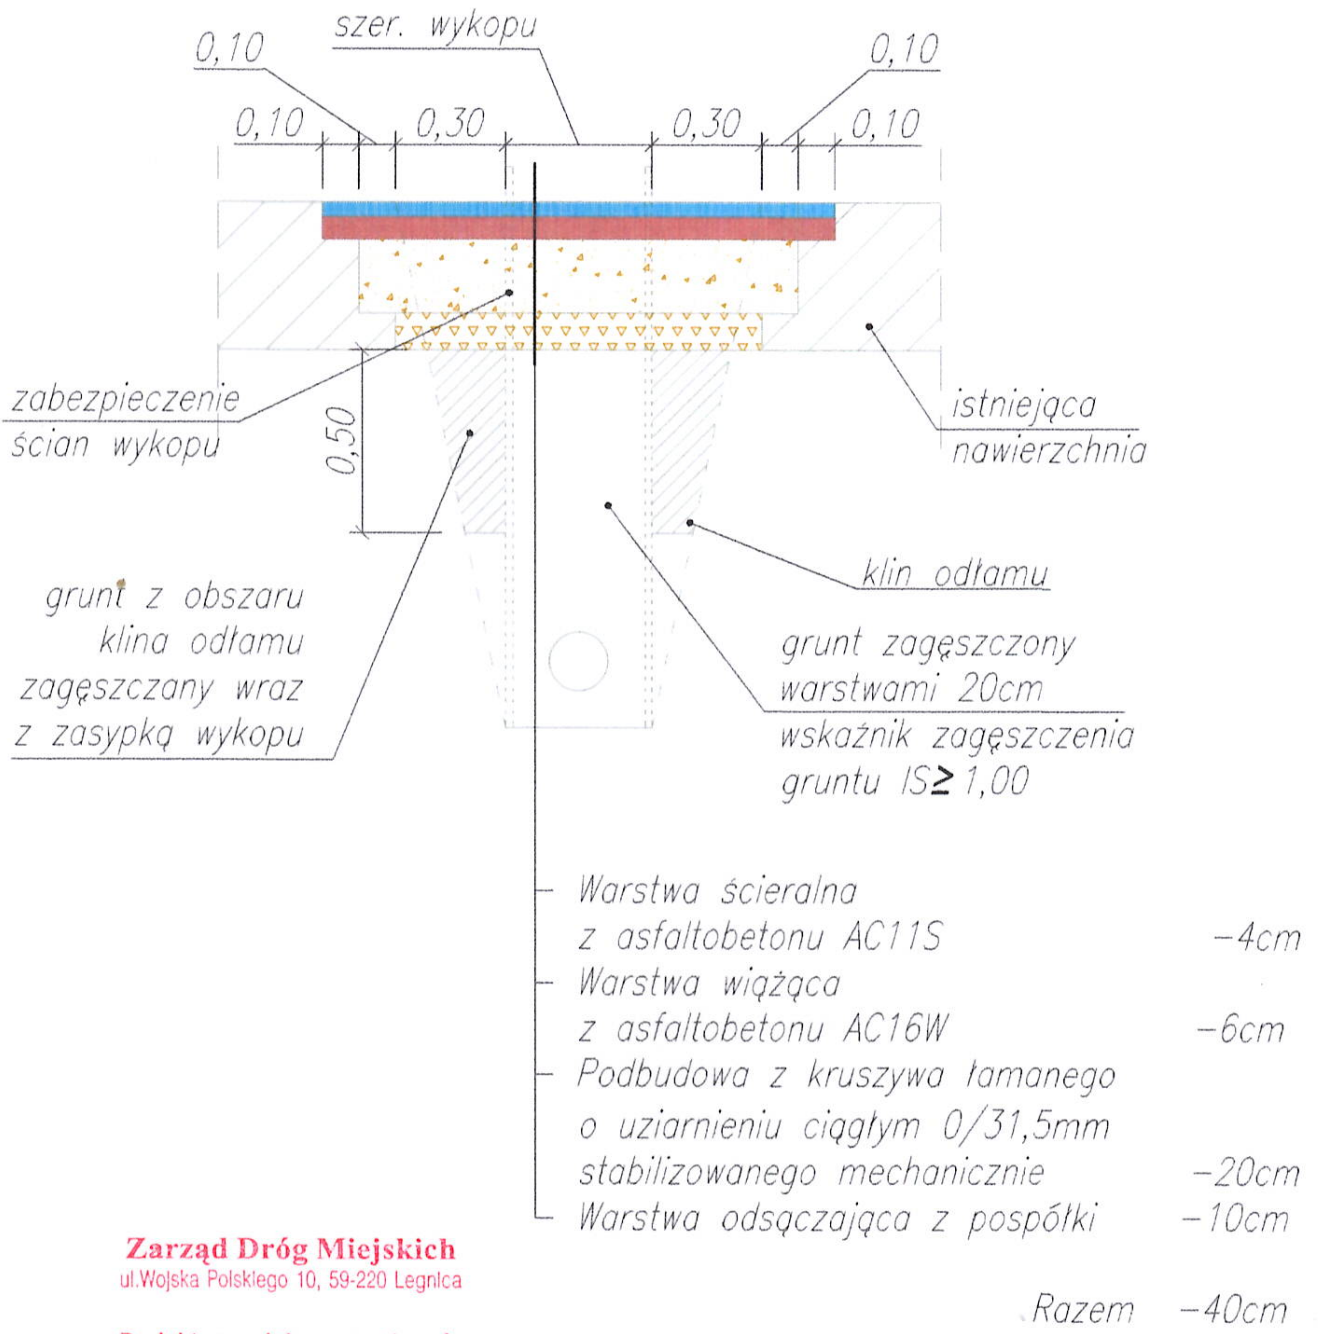 szer. wykopu
0,10
0,10
0,10
0,30
0,30
0,10
zabezpieczenie
ścian wykopu
0,50
istniejąca
nawierzchnia
klin odłamu
grunt z obszaru
klina odłamu
zagęszczany wraz
z zasypką wykopu
grunt zagęszczony
warstwami 20cm
wskaźnik zagęszczenia
gruntu IS≥ 1,00
Warstwa ścieralna
z asfaltobetonu AC11S -4cm
Warstwa wiążąca
z asfaltobetonu AC16W -6cm
Podbudowa z kruszywa łamanego
o uziarnieniu ciągłym 0/31,5mm
stabilizowanego mechanicznie -20cm
Warstwa odsączająca z pospółki -10cm
Razem -40cm
Zarząd Dróg Miejskich
ul.Wojska Polskiego 10, 59-220 Legnica